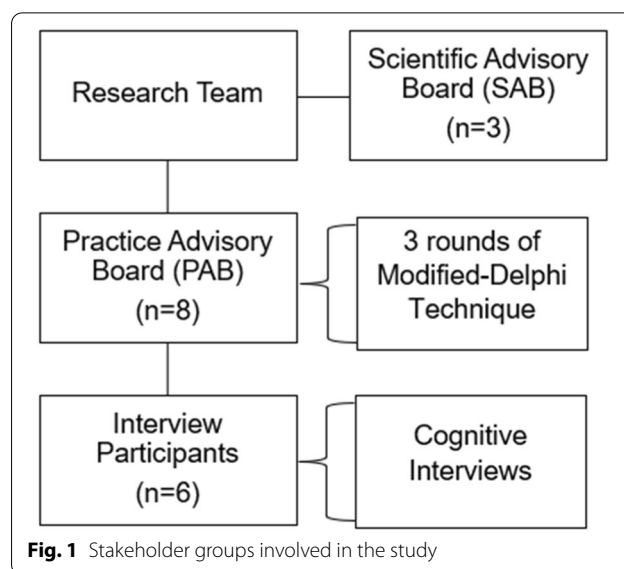 Research Team
Scientific Advisory
Board (SAB)
(n=3)
Practice Advisory
Board (PAB)
(n=8)
3 rounds of
Modified-Delphi
Technique
Interview
Participants
(n=6)
Cognitive
Interviews
Fig. 1 Stakeholder groups involved in the study